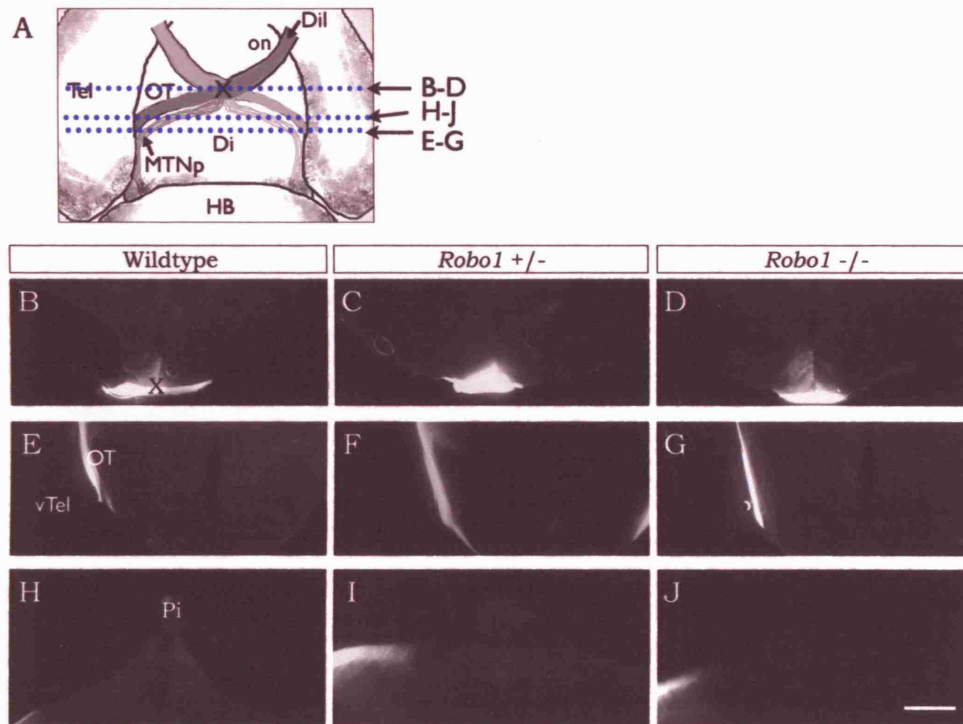 A
DiI
on
Tel
OT
X
B-D
H-J
E-G
Di
MTNp
HB
Wildtype
Robo1 +/-
Robo1 -/-
B
X
C
D
E
OT
vTel
F
G
H
Pi
I
J